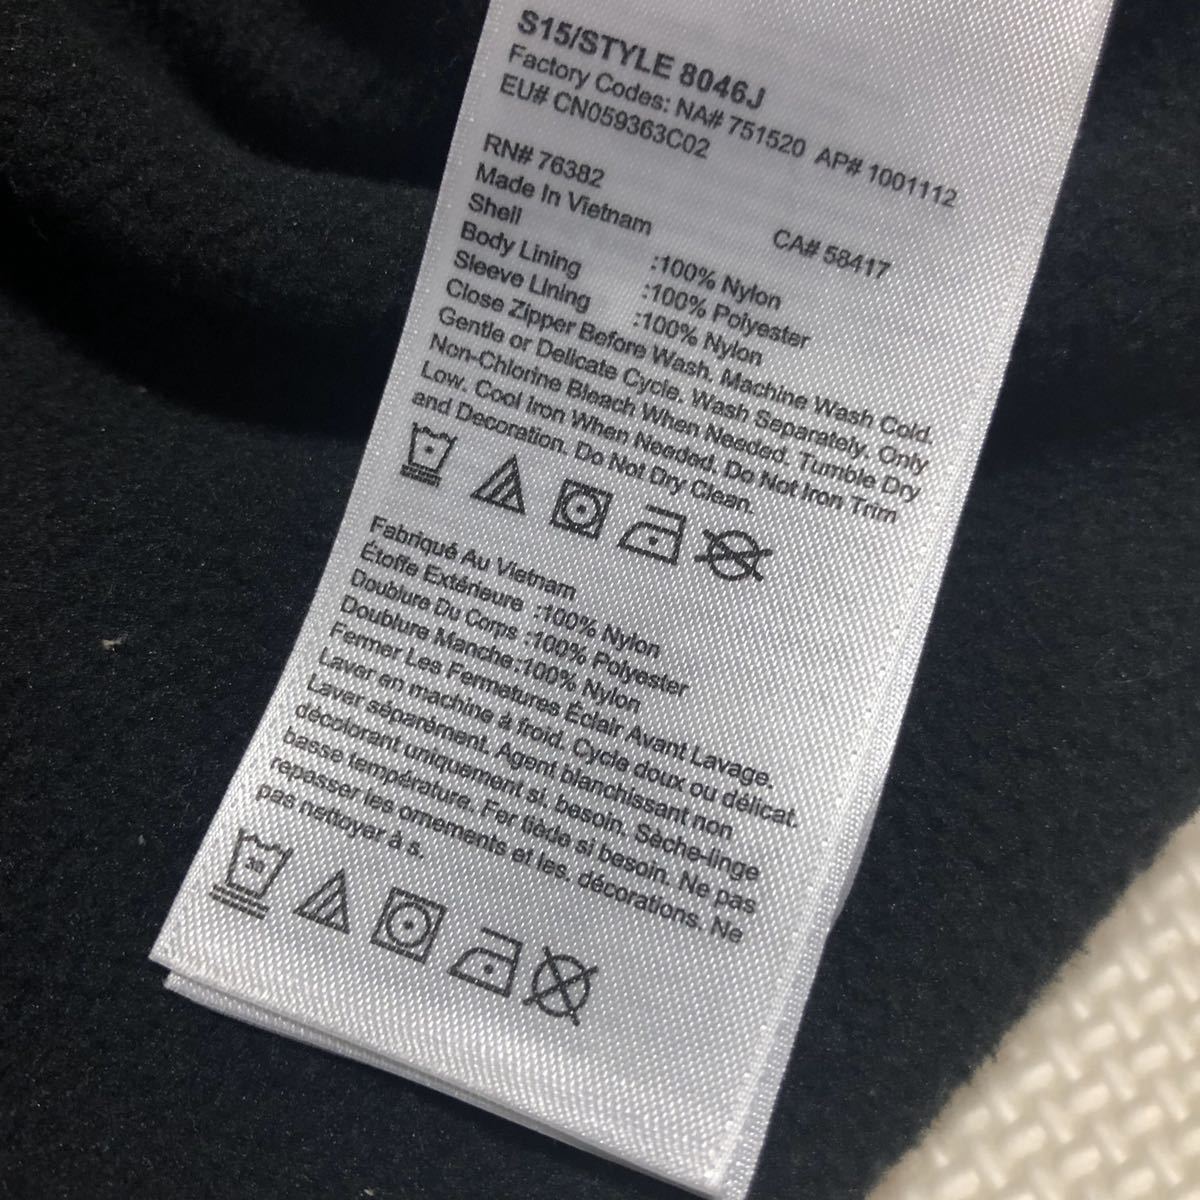 S15/STYLE 8046J
Factory Codes: NA# 751520 AP# 1001112
EU# CN059363C02
RN# 76382 CA# 58417
Made In Vietnam
Shell :100% Nylon
Body Lining :100% Polyester
Sleeve Lining :100% Nylon
Close Zipper Before Wash. Machine Wash Cold.
Gentle or Delicate Cycle. Wash Separately. Only
Non-Chlorine Bleach When Needed. Tumble Dry
Low. Cool Iron When Needed. Do Not Iron Trim
and Decoration. Do Not Dry Clean.
Fabriqué Au Vietnam
Étoffe Extérieure :100% Nylon
Doublure Du Corps :100% Polyester
Doublure Manche:100% Nylon
Fermer Les Fermetures Éclair Avant Lavage.
Laver en machine à froid. Cycle doux ou délicat.
Laver séparément. Agent blanchissant non
décolorant uniquement si. besoin. Sèche-linge
basse température. Fer tiède si besoin. Ne pas
repasser les ornements et les. décorations. Ne
pas nettoyer à s.
30